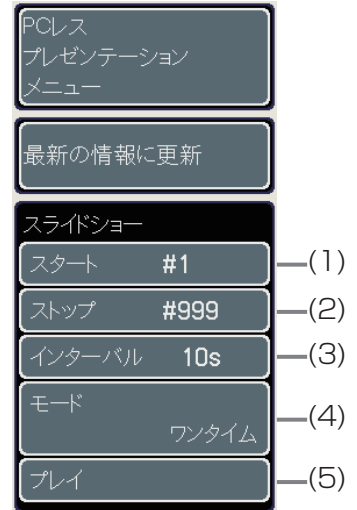 PCレス
プレゼンテーション
メニュー
最新の情報に更新
スライドショー
スタート #1 (1)
ストップ #999 (2)
インターバル 10s (3)
モード
ワンタイム (4)
プレイ (5)